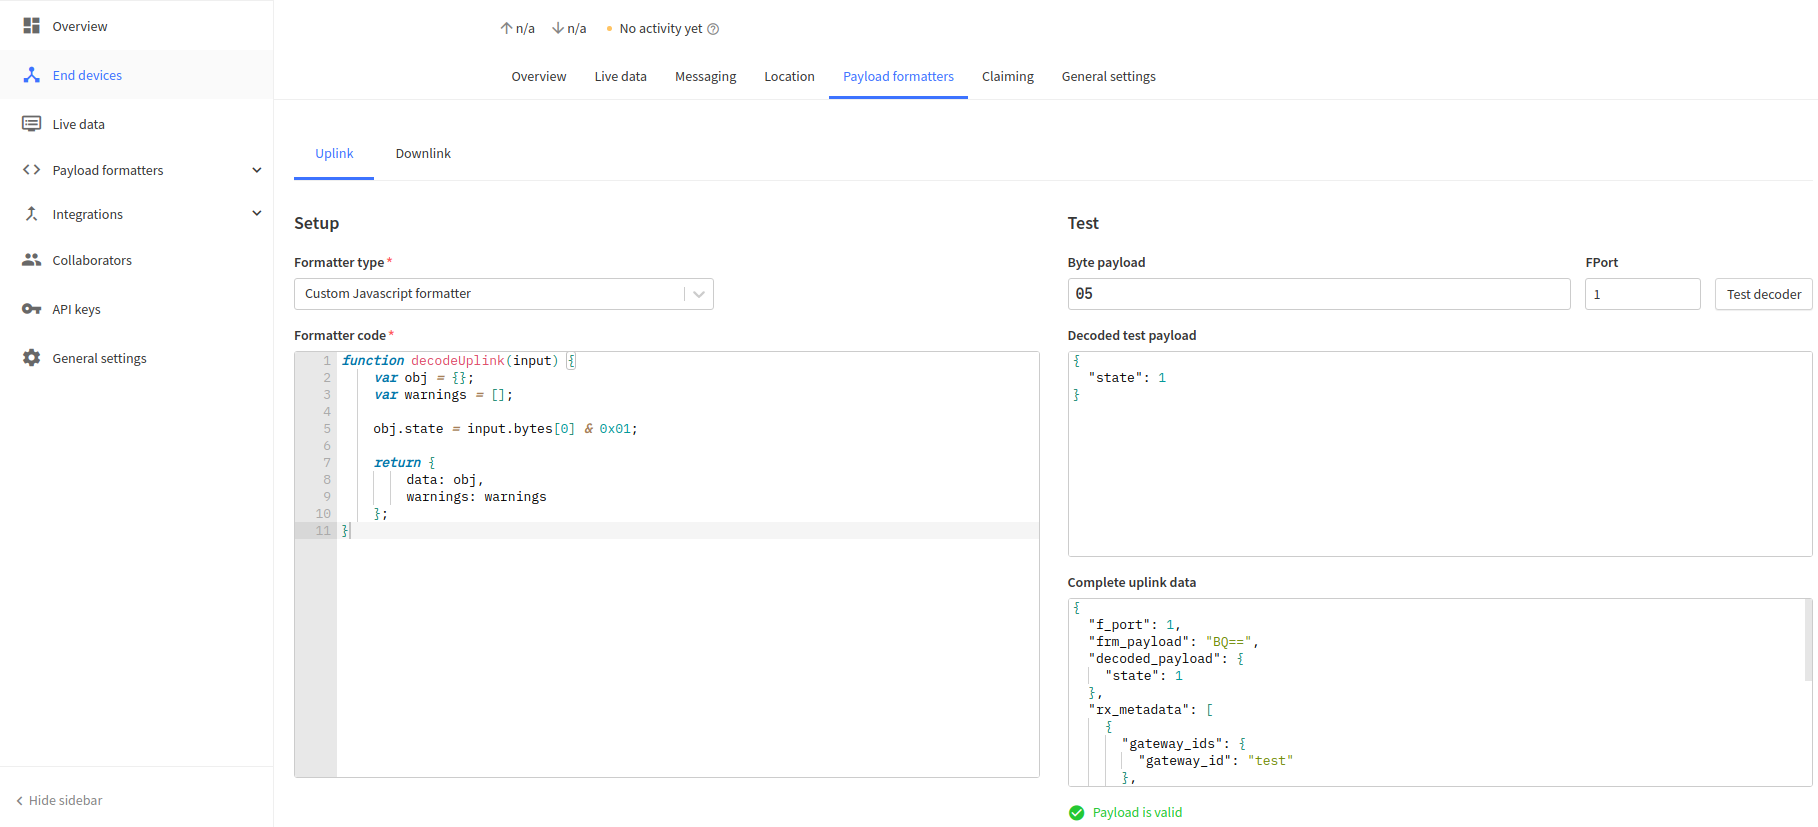 Overview
End devices
Live data
Payload formatters
Integrations
Collaborators
API keys
General settings
Hide sidebar
n/a n/a No activity yet
Overview Live data Messaging Location Payload formatters Claiming General settings
Uplink Downlink
Setup
Formatter type*
Custom Javascript formatter
Formatter code*
1 function decodeUplink(input) {
2     var obj = {};
3     var warnings = [];
4
5     obj.state = input.bytes[0] & 0x01;
6
7     return {
8         data: obj,
9         warnings: warnings
10     };
11 }
Test
Byte payload FPort
05 1 Test decoder
Decoded test payload
{
  "state": 1
}
Complete uplink data
{
  "f_port": 1,
  "frm_payload": "BQ==",
  "decoded_payload": {
    "state": 1
  },
  "rx_metadata": [
    {
      "gateway_ids": {
        "gateway_id": "test"
      },
Payload is valid